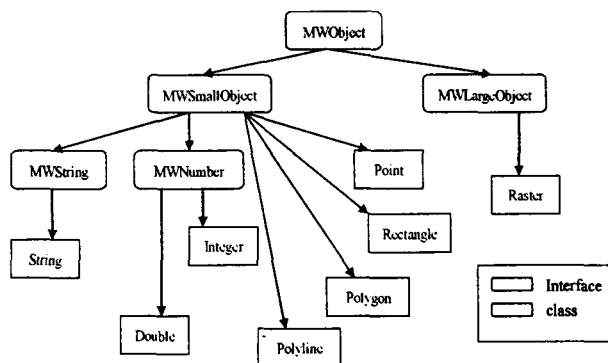 MWObject
MWSmallObject
MWLargeObject
MWString
MWNumber
Point
Raster
String
Integer
Rectangle
Interface
class
Polygon
Double
Polyline